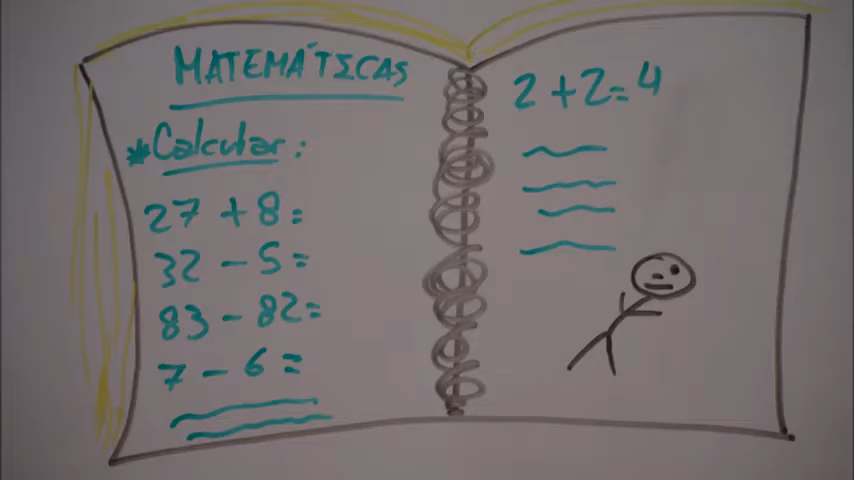 MATEMÁTICAS
*Calcular:
27 + 8 =
32 - 5 =
83 - 82 =
7 - 6 =
2 + 2 = 4